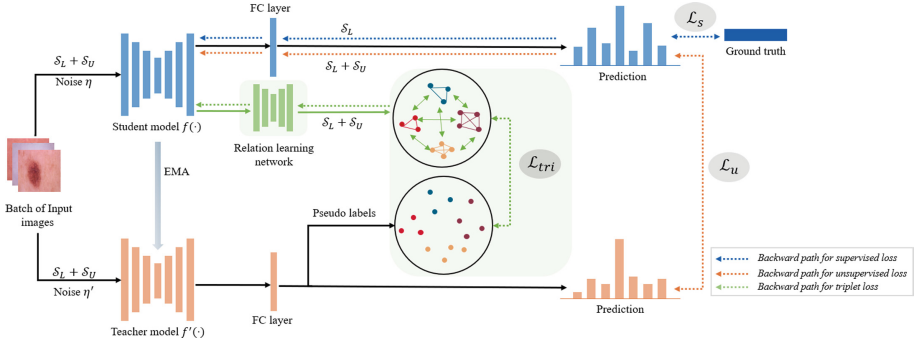 FC layer
𝒮_L
ℒ_s
Ground truth
𝒮_L + 𝒮_U
Noise η
𝒮_L + 𝒮_U
Prediction
Student model f(·)
𝒮_L + 𝒮_U
Relation learning
network
ℒ_tri
ℒ_u
EMA
Batch of Input
images
Pseudo labels
𝒮_L + 𝒮_U
Noise η′
Backward path for supervised loss
Backward path for unsupervised loss
Backward path for triplet loss
Teacher model f′(·)
FC layer
Prediction